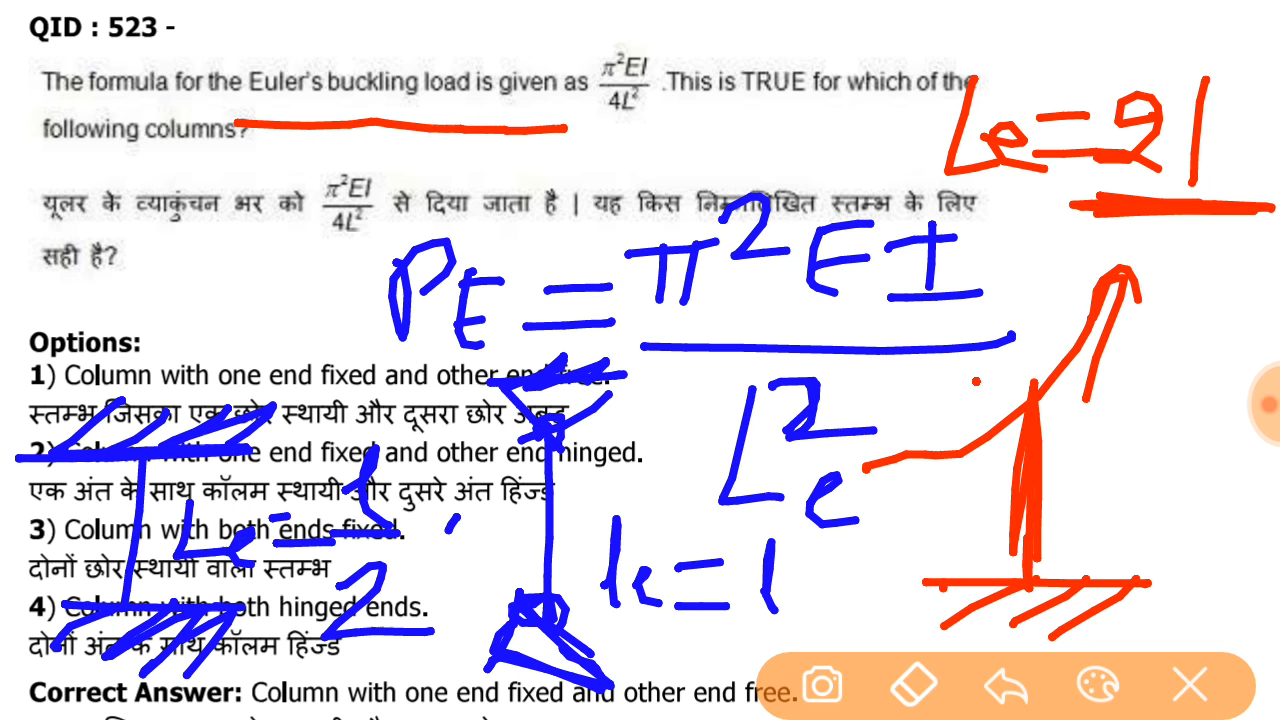 QID : 523 -
The formula for the Euler's buckling load is given as π²EI / 4L² .This is TRUE for which of the
following columns?
Le = 2l
यूलर के व्याकुंचन भर को π²EI / 4L² से दिया जाता है | यह किस निम्नलिखित स्तम्भ के लिए
सही है?
PE = π²EI / Le²
Options:
1) Column with one end fixed and other end free.
स्तम्भ जिसका एक छोर स्थायी और दूसरा छोर
2) Column with one end fixed and other end hinged.
एक अंत के साथ कॉलम स्थायी और दुसरे अंत हिंज्ड
3) Column with both ends fixed.
Le = l / 2
दोनों छोर स्थायी वाला स्तम्भ
le = l
4) Column with both hinged ends.
दोनों अंत के साथ कॉलम हिंज्ड
Correct Answer: Column with one end fixed and other end free.